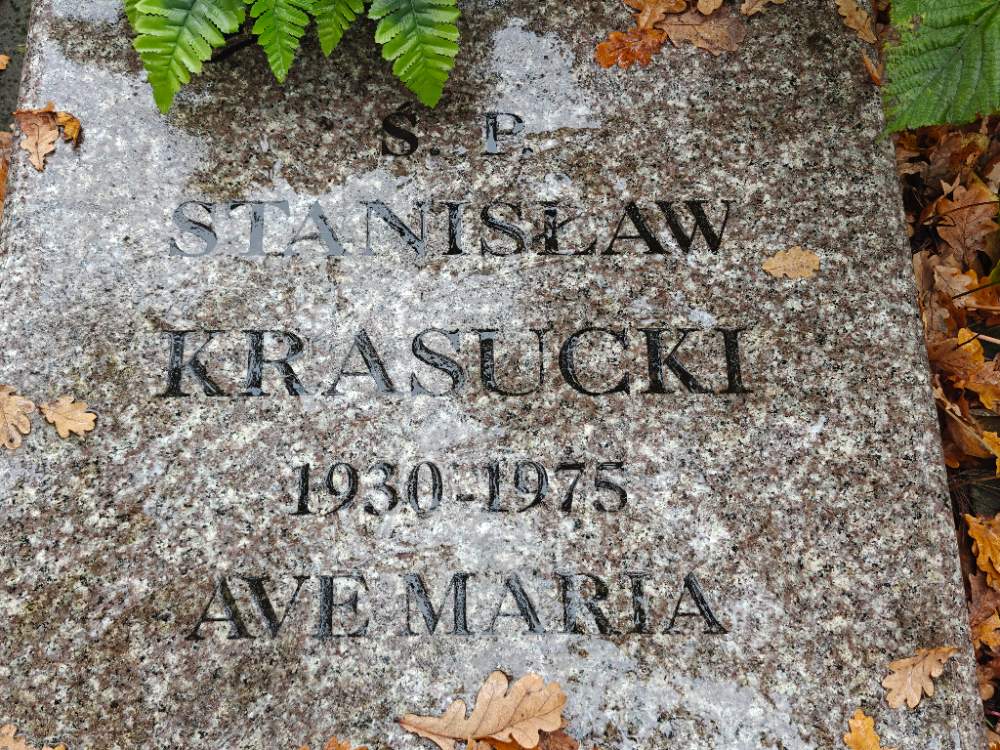 Ś. P.
STANISŁAW
KRASUCKI
1930-1975
AVE MARIA